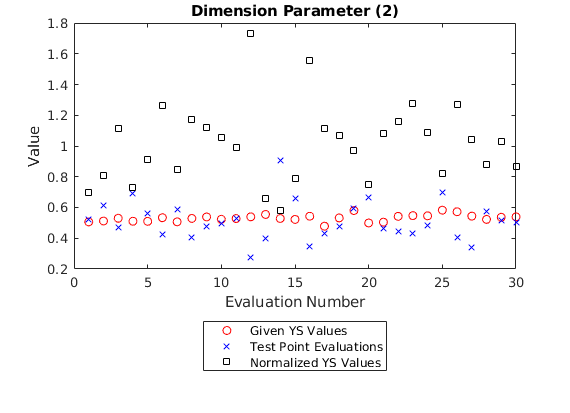 Dimension Parameter (2)
1.8
1.6
1.4
1.2
1
0.8
0.6
0.4
0.2
Value
0 5 10 15 20 25 30
Evaluation Number
Given YS Values
Test Point Evaluations
Normalized YS Values